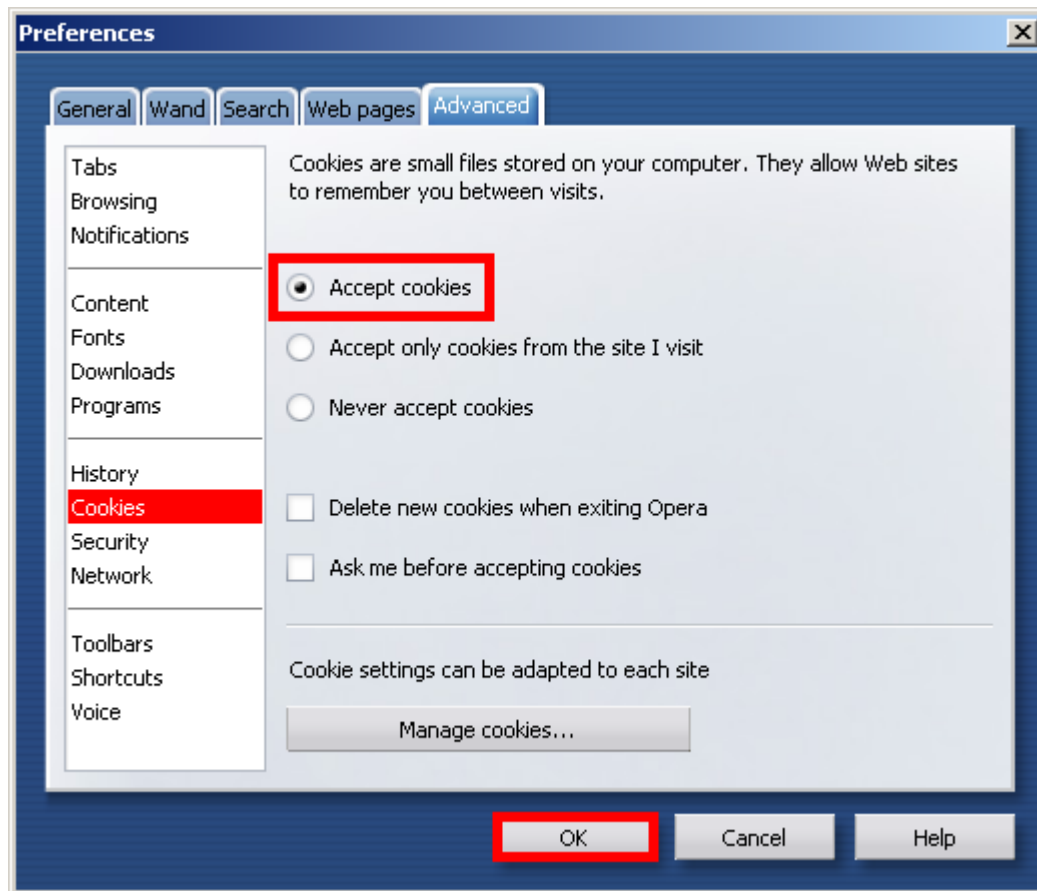 Preferences
General
Wand
Search
Web pages
Advanced
Tabs
Browsing
Notifications
Content
Fonts
Downloads
Programs
History
Cookies
Security
Network
Toolbars
Shortcuts
Voice
Cookies are small files stored on your computer. They allow Web sites
to remember you between visits.
Accept cookies
Accept only cookies from the site I visit
Never accept cookies
Delete new cookies when exiting Opera
Ask me before accepting cookies
Cookie settings can be adapted to each site
Manage cookies...
OK
Cancel
Help